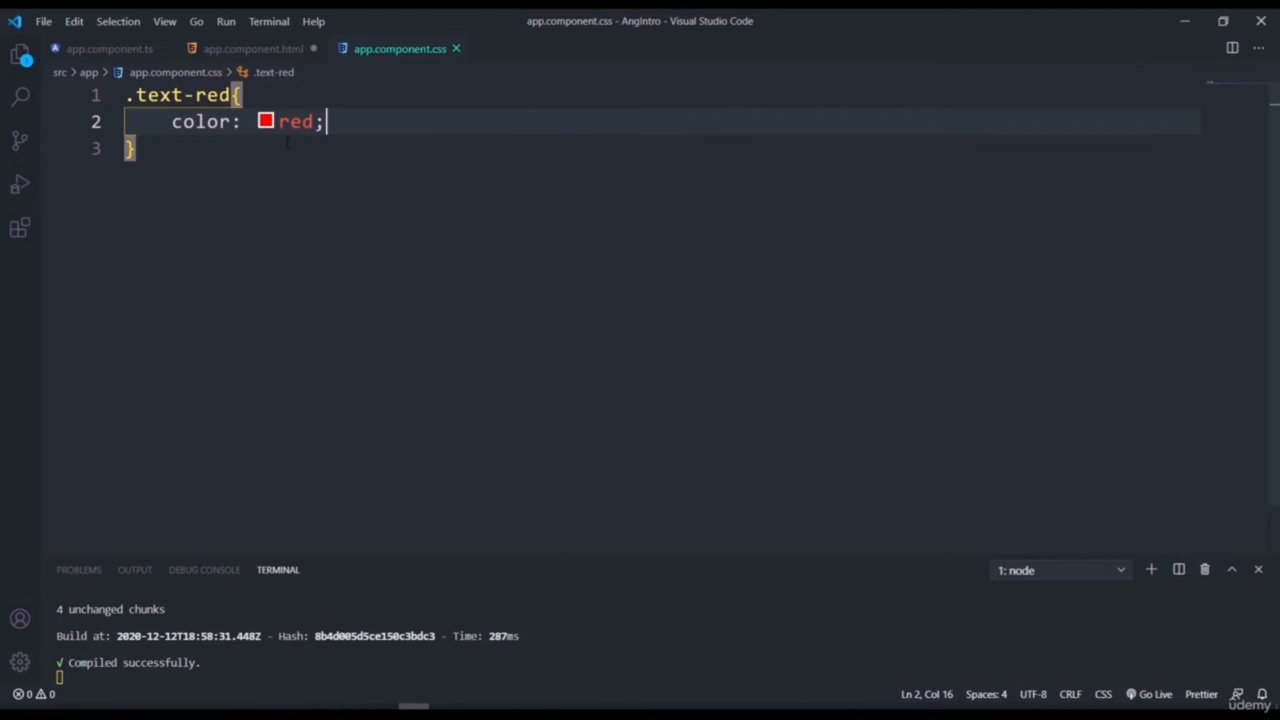 File Edit Selection View Go Run Terminal Help app.component.css - AngIntro - Visual Studio Code
app.component.ts app.component.html app.component.css
src > app > app.component.css > .text-red
1 .text-red{
2 color: red;
3 }
PROBLEMS OUTPUT DEBUG CONSOLE TERMINAL 1: node
4 unchanged chunks
Build at: 2020-12-12T18:58:31.448Z - Hash: 8b4d005d5ce150c3bdc3 - Time: 287ms
√ Compiled successfully.
0 0 Ln 2, Col 16 Spaces: 4 UTF-8 CRLF CSS Go Live Prettier
udemy